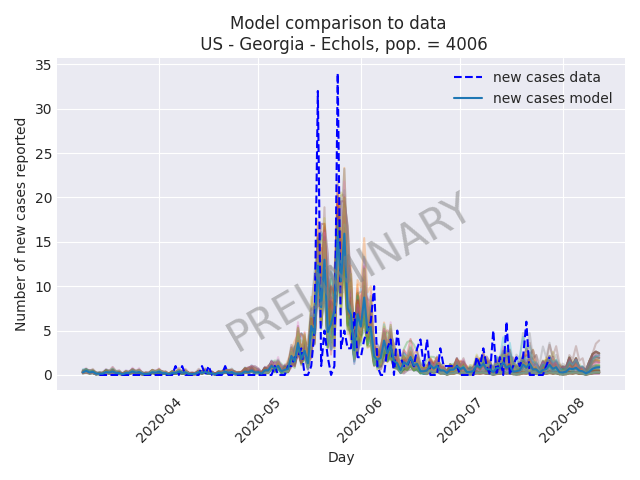 Model comparison to data
US - Georgia - Echols, pop. = 4006
Number of new cases reported
35
30
25
20
15
10
5
0
new cases data
new cases model
PRELIMINARY
2020-04
2020-05
2020-06
2020-07
2020-08
Day